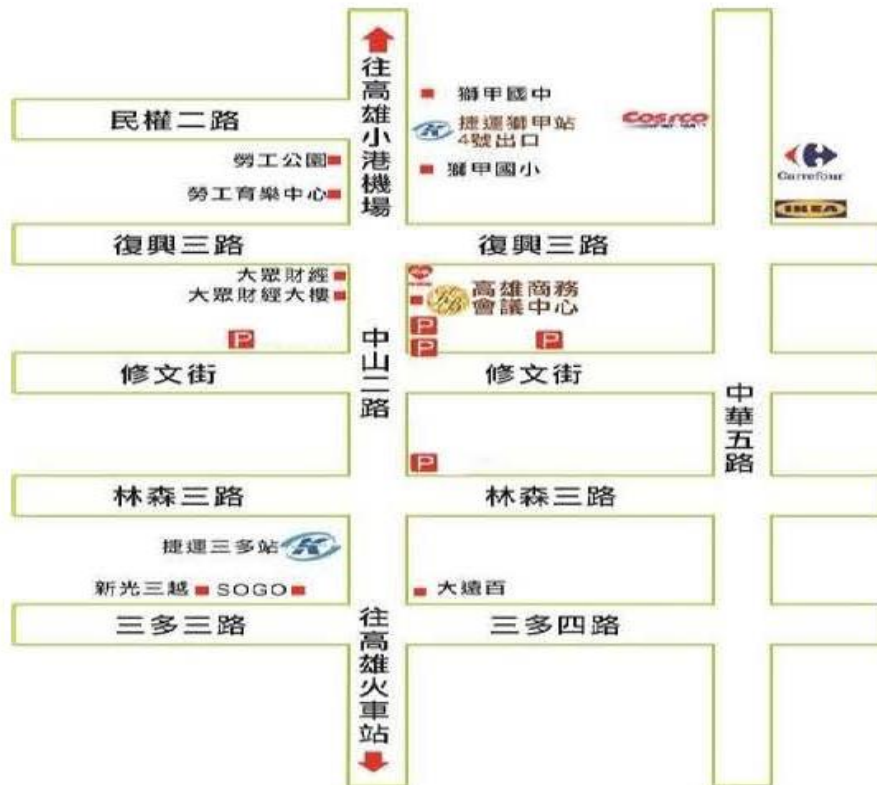 往高雄小港機場
獅甲國中
民權二路
捷運獅甲站
4號出口
COSTCO
勞工公園
獅甲國小
Carrefour
勞工育樂中心
IKEA
復興三路
復興三路
大眾財經
大眾財經大樓
高雄商務
會議中心
P
P
P
P
中山二路
修文街
修文街
中華五路
P
林森三路
林森三路
捷運三多站
新光三越
SOGO
大遠百
三多三路
三多四路
往高雄火車站